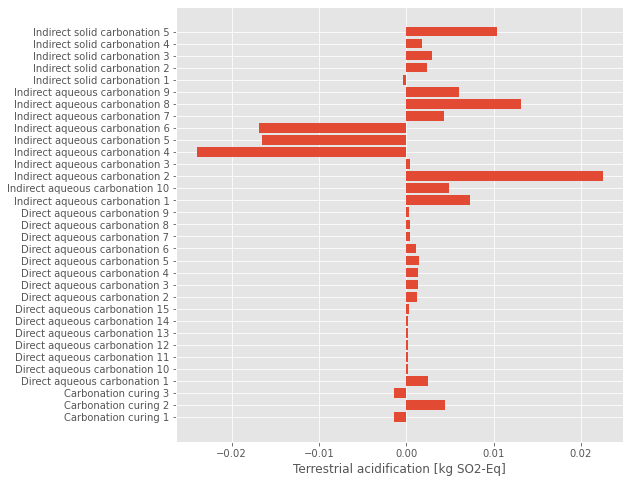 Indirect solid carbonation 5
Indirect solid carbonation 4
Indirect solid carbonation 3
Indirect solid carbonation 2
Indirect solid carbonation 1
Indirect aqueous carbonation 9
Indirect aqueous carbonation 8
Indirect aqueous carbonation 7
Indirect aqueous carbonation 6
Indirect aqueous carbonation 5
Indirect aqueous carbonation 4
Indirect aqueous carbonation 3
Indirect aqueous carbonation 2
Indirect aqueous carbonation 10
Indirect aqueous carbonation 1
Direct aqueous carbonation 9
Direct aqueous carbonation 8
Direct aqueous carbonation 7
Direct aqueous carbonation 6
Direct aqueous carbonation 5
Direct aqueous carbonation 4
Direct aqueous carbonation 3
Direct aqueous carbonation 2
Direct aqueous carbonation 15
Direct aqueous carbonation 14
Direct aqueous carbonation 13
Direct aqueous carbonation 12
Direct aqueous carbonation 11
Direct aqueous carbonation 10
Direct aqueous carbonation 1
Carbonation curing 3
Carbonation curing 2
Carbonation curing 1
−0.02 −0.01 0.00 0.01 0.02
Terrestrial acidification [kg SO2-Eq]